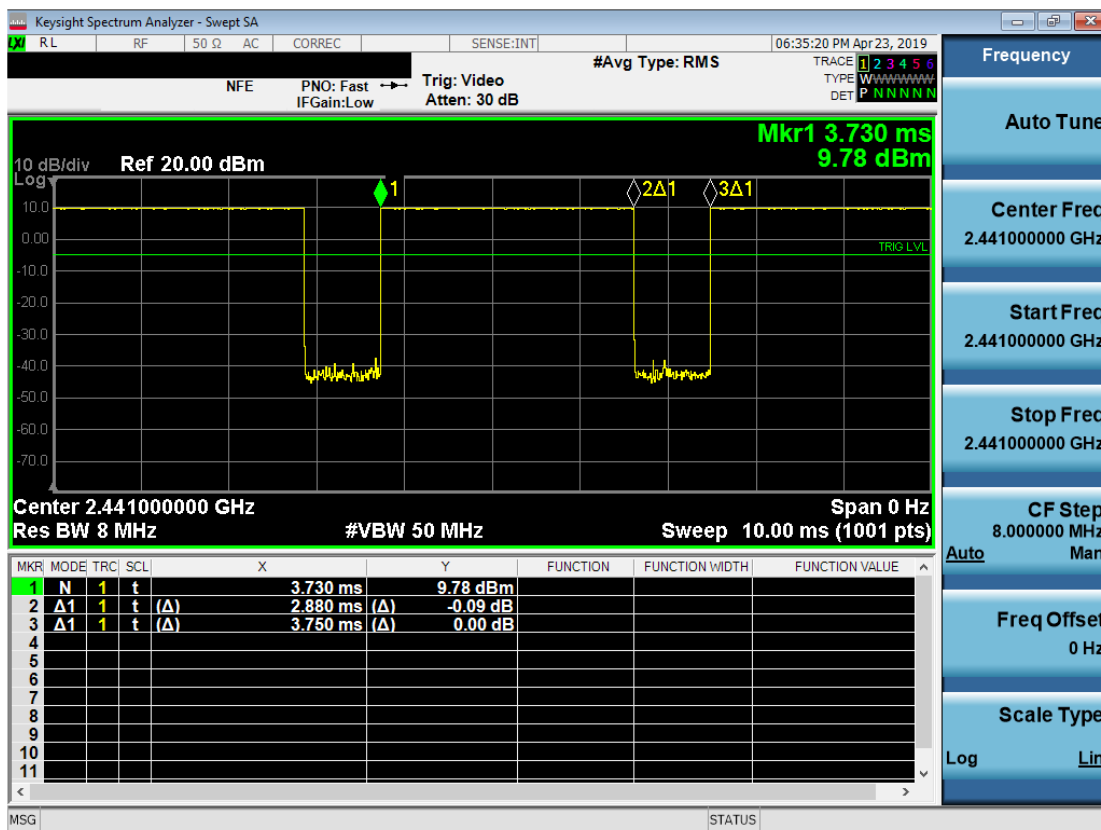 Keysight Spectrum Analyzer - Swept SA
LXI RL RF 50 Ω AC CORREC SENSE:INT 06:35:20 PM Apr 23, 2019
NFE PNO: Fast Trig: Video #Avg Type: RMS TRACE 1 2 3 4 5 6
IFGain:Low Atten: 30 dB TYPE WWWWWW
DET P N N N N N
Mkr1 3.730 ms
9.78 dBm
10 dB/div Ref 20.00 dBm
Log
1 2Δ1 3Δ1
10.0
0.00
TRIG LVL
-10.0
-20.0
-30.0
-40.0
-50.0
-60.0
-70.0
Center 2.441000000 GHz Span 0 Hz
Res BW 8 MHz #VBW 50 MHz Sweep 10.00 ms (1001 pts)
MKR MODE TRC SCL X Y FUNCTION FUNCTION WIDTH FUNCTION VALUE
1 N 1 t 3.730 ms 9.78 dBm
2 Δ1 1 t (Δ) 2.880 ms (Δ) -0.09 dB
3 Δ1 1 t (Δ) 3.750 ms (Δ) 0.00 dB
4
5
6
7
8
9
10
11
MSG STATUS
Frequency
Auto Tune
Center Freq
2.441000000 GHz
Start Freq
2.441000000 GHz
Stop Freq
2.441000000 GHz
CF Step
8.000000 MHz
Auto Man
Freq Offset
0 Hz
Scale Type
Log Lin